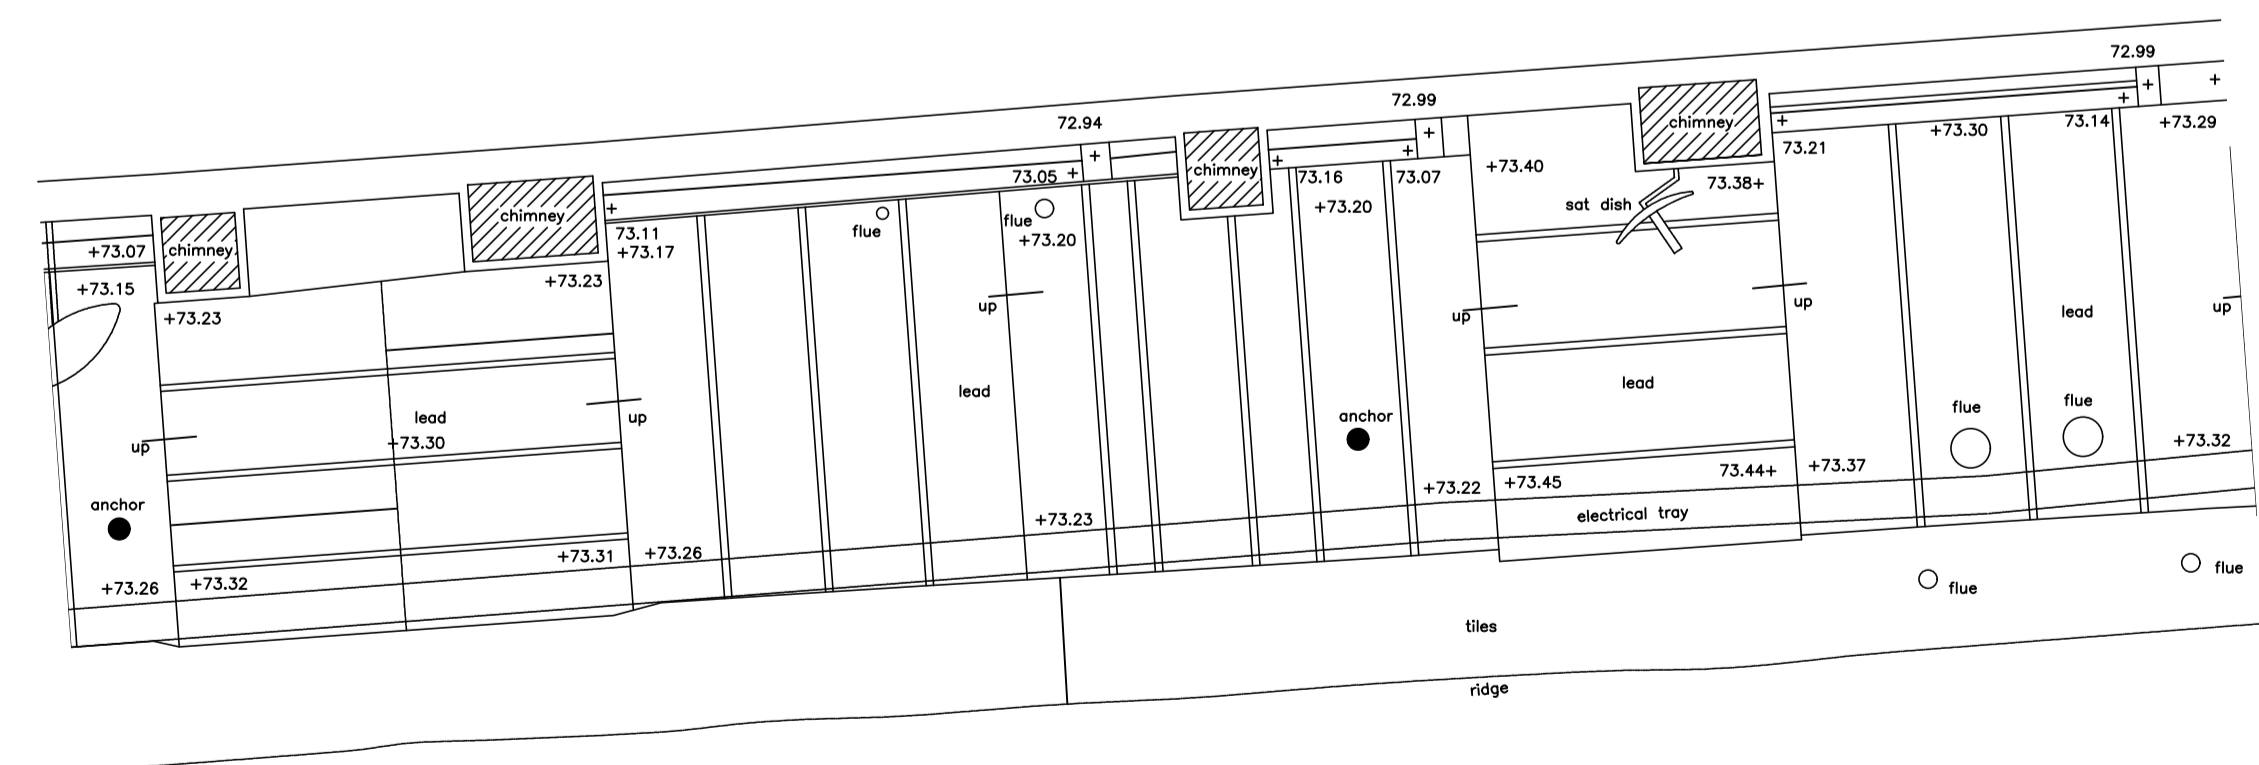 72.99
72.99
72.94
chimney
+73.30
73.14
+73.29
73.21
chimney
+73.40
73.38+
sat dish
73.16
73.07
+73.20
73.05
flue
+73.20
flue
chimney
73.11
+73.17
+73.07
chimney
+73.15
+73.23
+73.23
up
up
up
up
lead
lead
lead
lead
+73.30
up
up
anchor
flue
flue
+73.32
+73.37
73.44+
+73.45
+73.22
anchor
+73.23
electrical tray
+73.26
+73.31
+73.32
+73.26
flue
flue
tiles
ridge